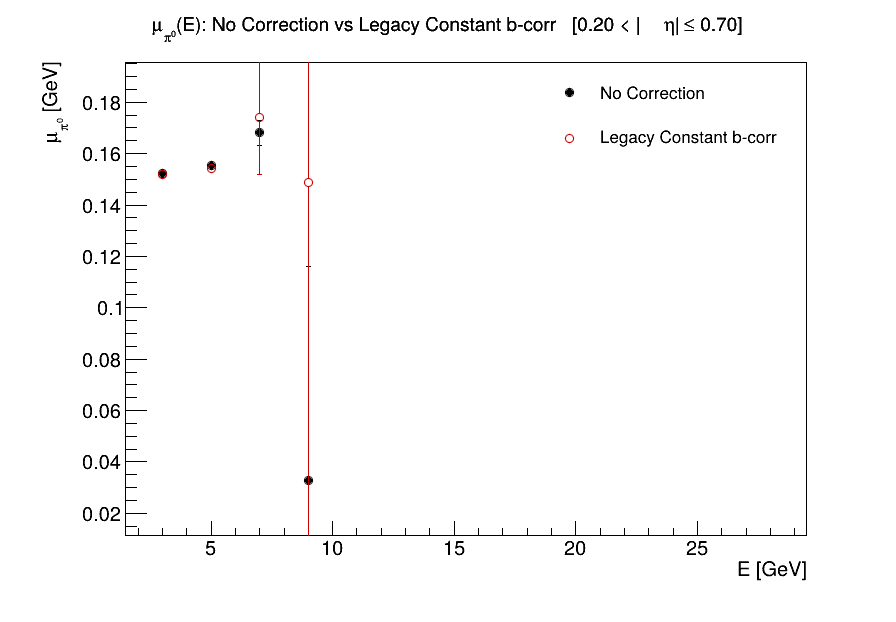 μ_π⁰(E): No Correction vs Legacy Constant b-corr [0.20 < | η| ≤ 0.70]
μ_π⁰ [GeV]
No Correction
Legacy Constant b-corr
0.18
0.16
0.14
0.12
0.1
0.08
0.06
0.04
0.02
5 10 15 20 25
E [GeV]